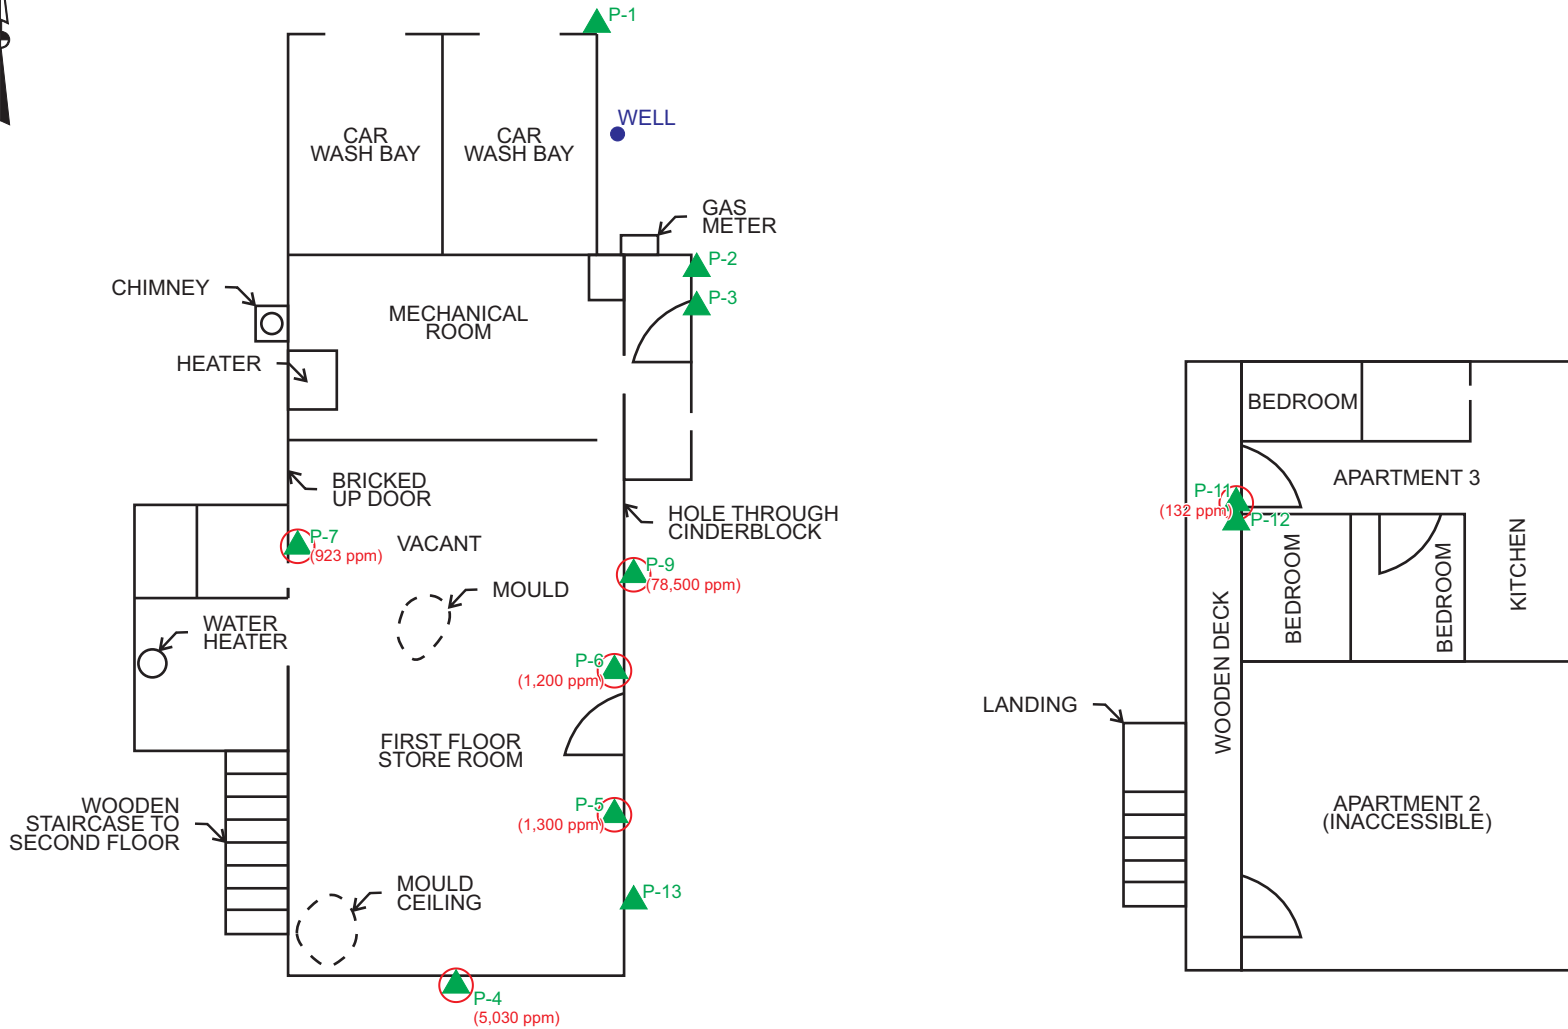 P-1
WELL
CAR
WASH BAY
CAR
WASH BAY
GAS
METER
P-2
P-3
CHIMNEY
MECHANICAL
ROOM
HEATER
BRICKED
UP DOOR
HOLE THROUGH
CINDERBLOCK
P-7
(923 ppm)
VACANT
P-9
(78,500 ppm)
MOULD
WATER
HEATER
P-6
(1,200 ppm)
FIRST FLOOR
STORE ROOM
WOODEN
STAIRCASE TO
SECOND FLOOR
P-5
(1,300 ppm)
MOULD
CEILING
P-13
P-4
(5,030 ppm)
BEDROOM
APARTMENT 3
P-11
(132 ppm)
P-12
BEDROOM
BEDROOM
KITCHEN
WOODEN DECK
LANDING
APARTMENT 2
(INACCESSIBLE)